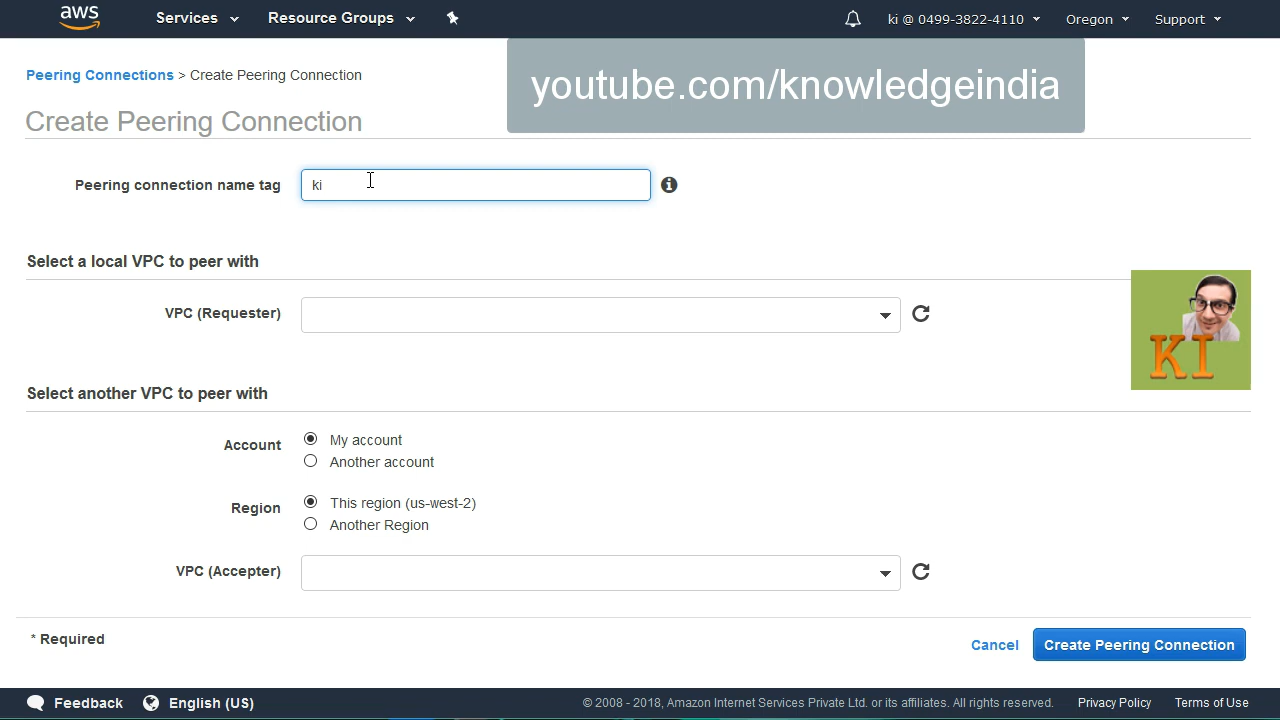 aws
Services
Resource Groups
ki @ 0499-3822-4110
Oregon
Support
youtube.com/knowledgeindia
Peering Connections > Create Peering Connection
Create Peering Connection
Peering connection name tag
ki
Select a local VPC to peer with
VPC (Requester)
KI
Select another VPC to peer with
Account
My account
Another account
Region
This region (us-west-2)
Another Region
VPC (Accepter)
* Required
Cancel
Create Peering Connection
Feedback
English (US)
© 2008 - 2018, Amazon Internet Services Private Ltd. or its affiliates. All rights reserved.
Privacy Policy
Terms of Use